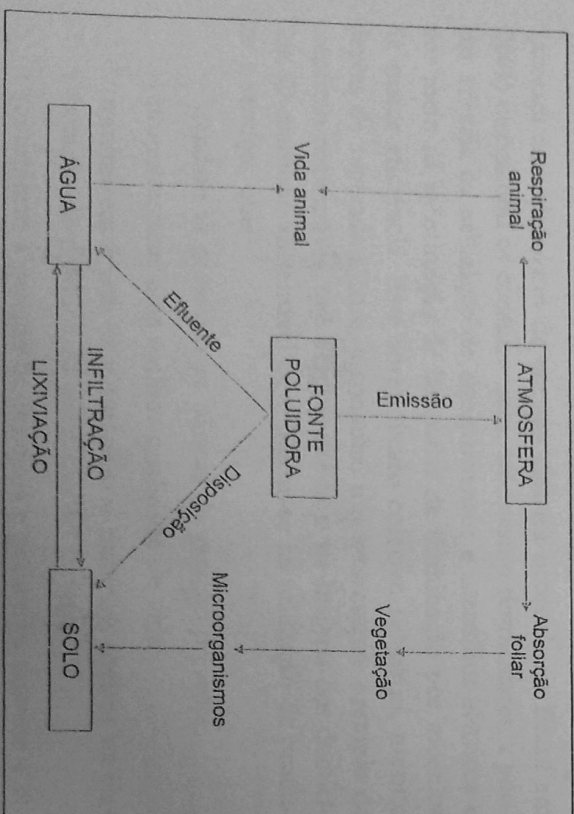 ATMOSFERA
Respiração
animal
Absorção
foliar
Emissão
Vida animal
Vegetação
FONTE
POLUIDORA
Microorganismos
Efluente
Disposição
ÁGUA
INFILTRAÇÃO
LIXIVIAÇÃO
SOLO